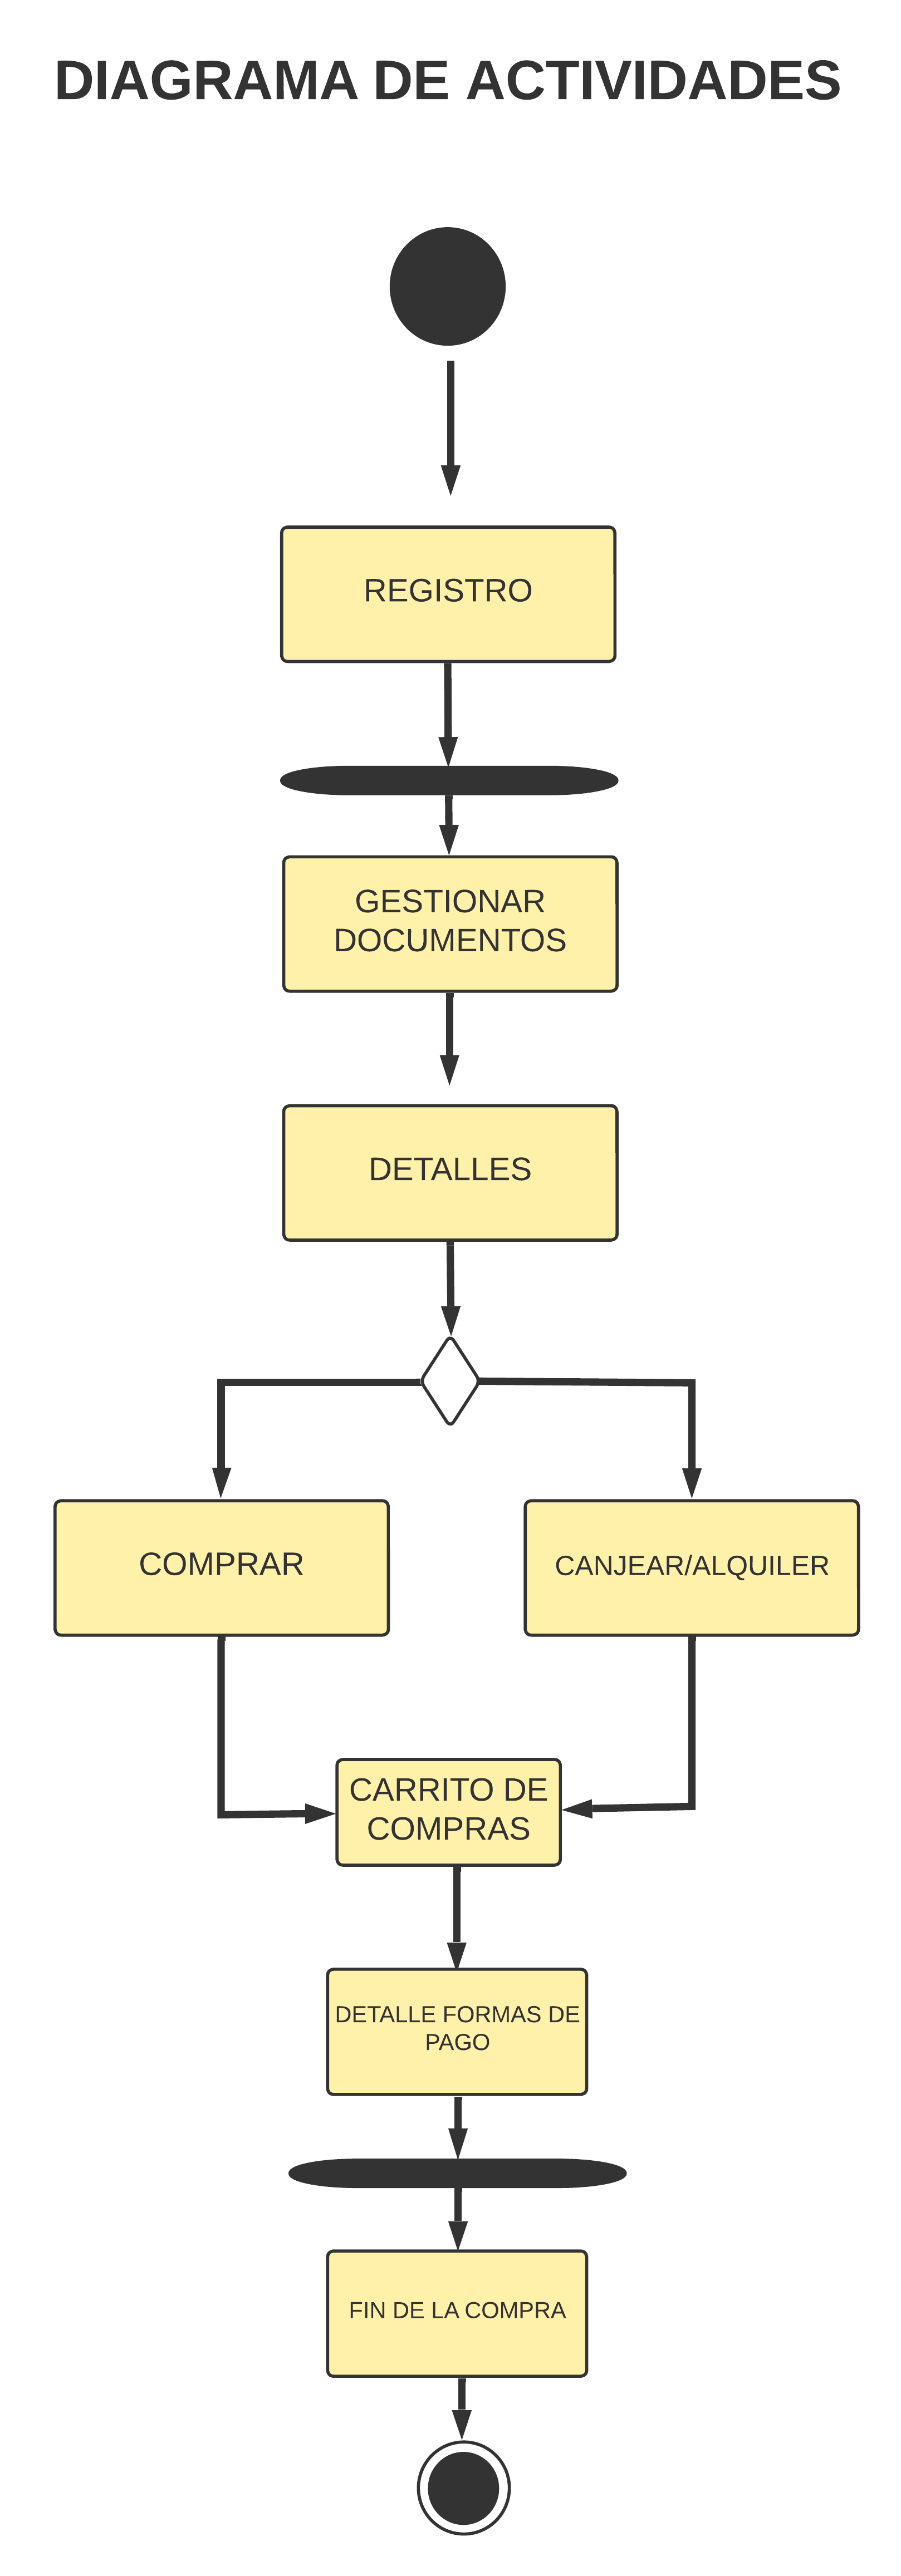 DIAGRAMA DE ACTIVIDADES
REGISTRO
GESTIONAR
DOCUMENTOS
DETALLES
COMPRAR
CANJEAR/ALQUILER
CARRITO DE
COMPRAS
DETALLE FORMAS DE
PAGO
FIN DE LA COMPRA